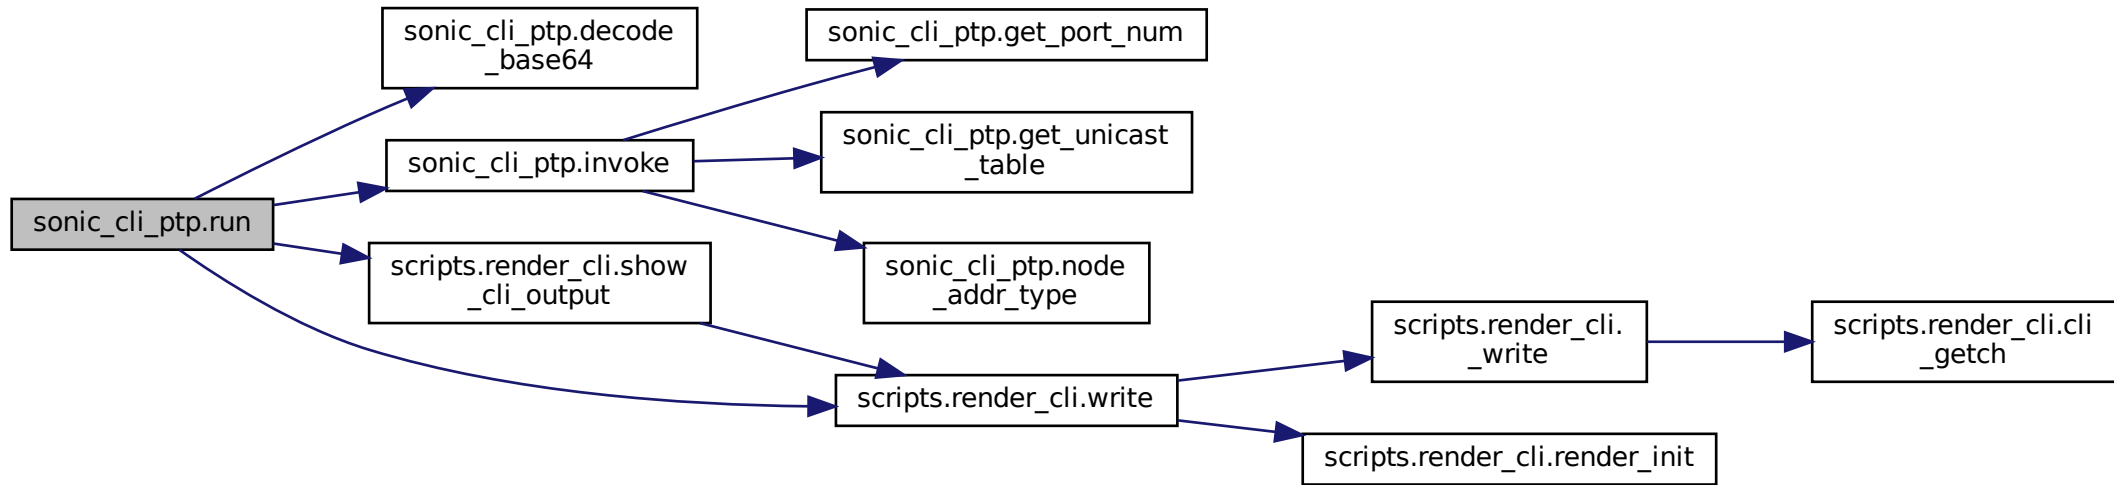 sonic_cli_ptp.run
sonic_cli_ptp.decode
_base64
sonic_cli_ptp.invoke
scripts.render_cli.show
_cli_output
sonic_cli_ptp.get_port_num
sonic_cli_ptp.get_unicast
_table
sonic_cli_ptp.node
_addr_type
scripts.render_cli.write
scripts.render_cli.
_write
scripts.render_cli.render_init
scripts.render_cli.cli
_getch